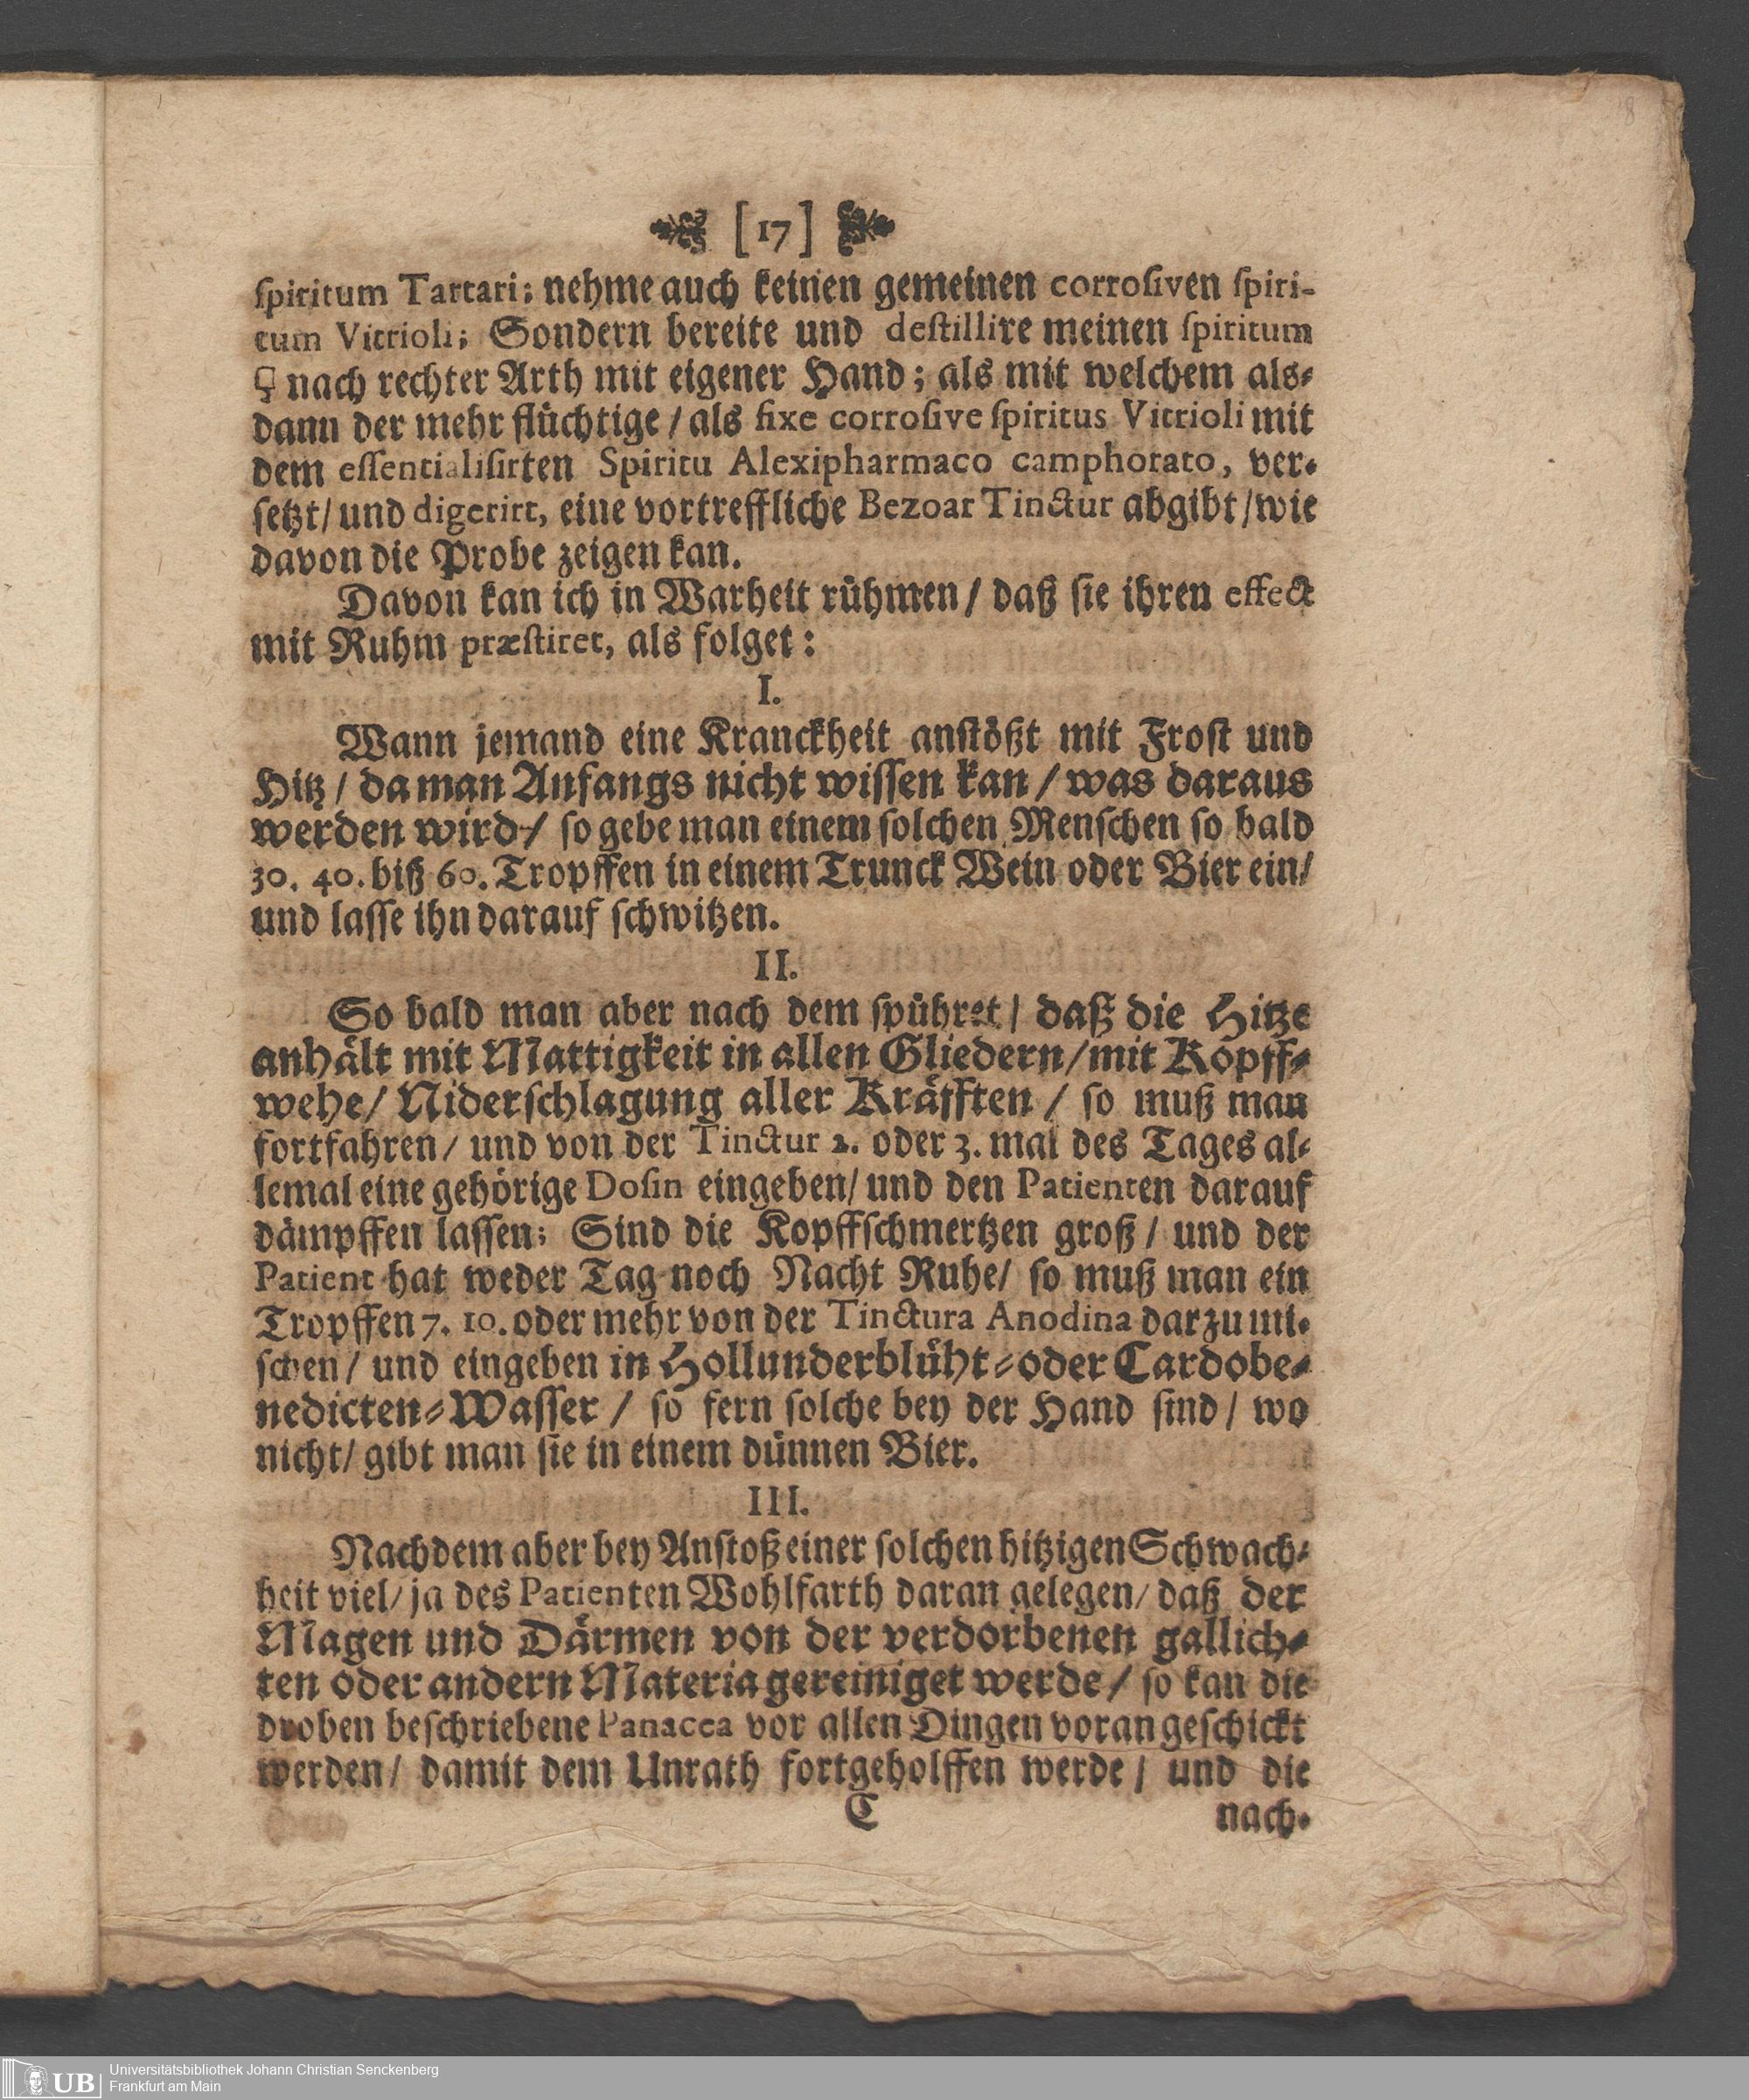 [17]
spiritum Tartari; nehme auch keinen gemeinen corrosiven spiri-
tum Vitrioli; Sondern bereite und destillire meinen spiritum
🜿 nach rechter Arth mit eigener Hand; als mit welchem als-
dann der mehr flüchtige / als fixe corrosive spiritus Vitrioli mit
dem essentialisirten Spiritu Alexipharmaco camphorato, ver-
setzt / und digerirt, eine vortreffliche Bezoar Tinctur abgibt / wie
davon die Probe zeigen kan.
Davon kan ich in Warheit rühmen / daß sie ihren effect
mit Ruhm præstiret, als folget:
I.
Wann jemand eine Kranckheit anstößt mit Frost und
Hitz / da man Anfangs nicht wissen kan / was daraus
werden wird / so gebe man einem solchen Menschen so bald
30. 40. biß 60. Tropffen in einem Trunck Wein oder Bier ein /
und lasse ihn darauf schwitzen.
II.
So bald man aber nach dem spühret / daß die Hitze
anhält mit Mattigkeit in allen Gliedern / mit Kopff-
wehe / Niderschlagung aller Kräfften / so muß man
fortfahren / und von der Tinctur 2. oder 3. mal des Tages al-
lemal eine gehörige Dosin eingeben / und den Patienten darauf
dämpffen lassen; Sind die Kopffschmertzen groß / und der
Patient hat weder Tag noch Nacht Ruhe / so muß man ein
Tropffen 7. 10. oder mehr von der Tinctura Anodina darzu mi-
schen / und eingeben in Hollunderblüht- oder Cardobe-
nedicten-Wasser / so fern solche bey der Hand sind / wo
nicht / gibt man sie in einem dünnen Bier.
III.
Nachdem aber bey Anstoß einer solchen hitzigen Schwach-
heit viel / ja des Patienten Wohlfarth daran gelegen / daß der
Magen und Därmen von der verdorbenen gallich-
ten oder andern Materia gereiniget werde / so kan die
droben beschriebene Panacea vor allen Dingen voran geschickt
werden / damit dem Unrath fortgeholffen werde / und die
C nach-
UB Universitätsbibliothek Johann Christian Senckenberg
Frankfurt am Main